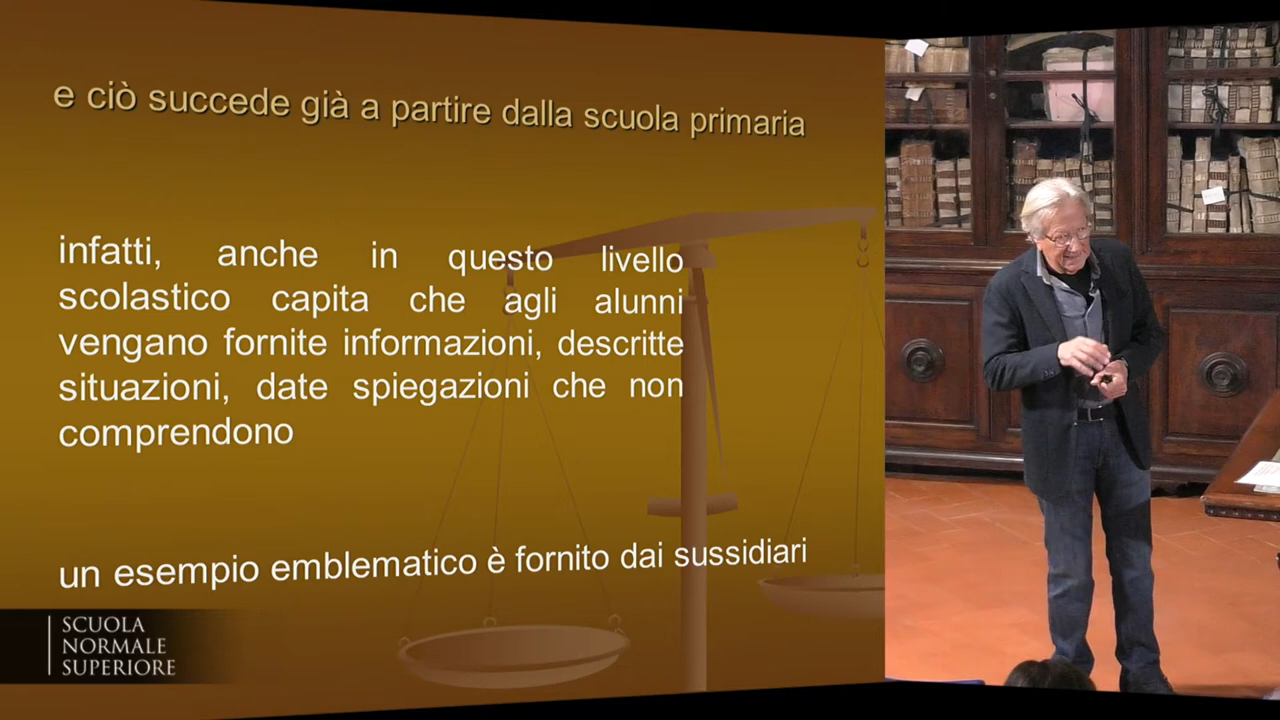 e ciò succede già a partire dalla scuola primaria
infatti, anche in questo livello
scolastico capita che agli alunni
vengano fornite informazioni, descritte
situazioni, date spiegazioni che non
comprendono
un esempio emblematico è fornito dai sussidiari
SCUOLA
NORMALE
SUPERIORE